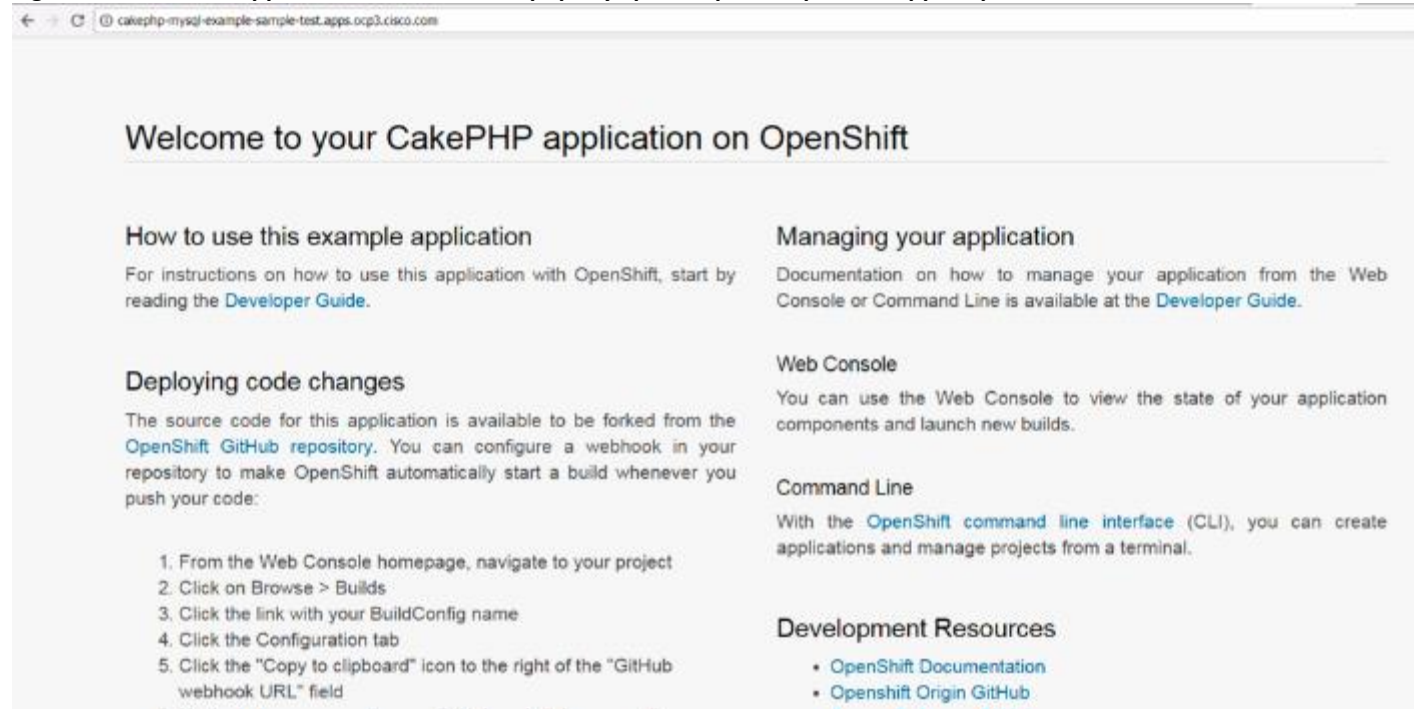 cakephp-mysql-example-sample-test.apps.ocp3.cisco.com
Welcome to your CakePHP application on OpenShift
How to use this example application
For instructions on how to use this application with OpenShift, start by
reading the Developer Guide.
Deploying code changes
The source code for this application is available to be forked from the
OpenShift GitHub repository. You can configure a webhook in your
repository to make OpenShift automatically start a build whenever you
push your code:
1. From the Web Console homepage, navigate to your project
2. Click on Browse > Builds
3. Click the link with your BuildConfig name
4. Click the Configuration tab
5. Click the "Copy to clipboard" icon to the right of the "GitHub
webhook URL" field
Managing your application
Documentation on how to manage your application from the Web
Console or Command Line is available at the Developer Guide.
Web Console
You can use the Web Console to view the state of your application
components and launch new builds.
Command Line
With the OpenShift command line interface (CLI), you can create
applications and manage projects from a terminal.
Development Resources
• OpenShift Documentation
• Openshift Origin GitHub